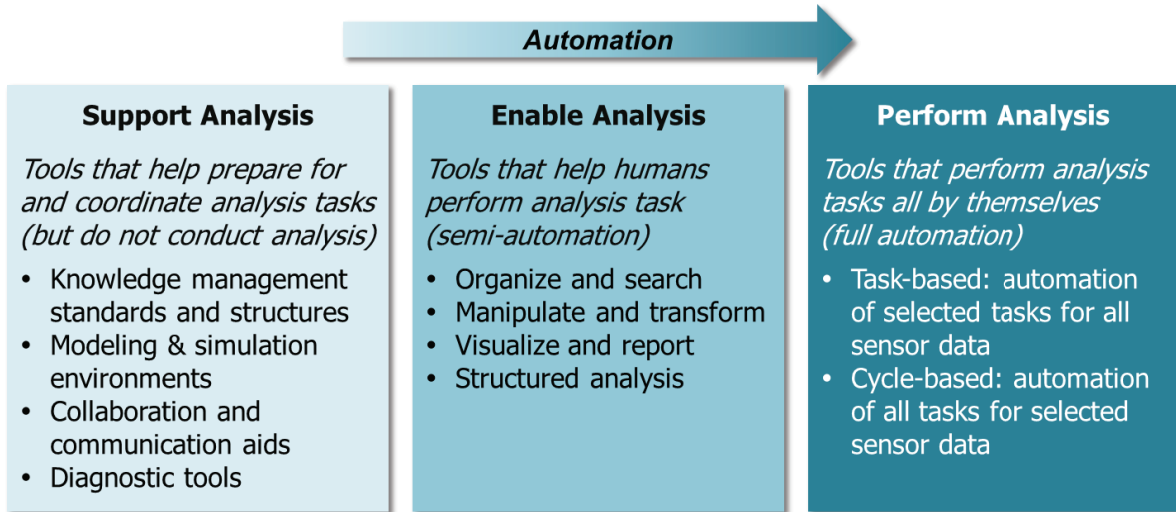 Automation
Support Analysis
Tools that help prepare for
and coordinate analysis tasks
(but do not conduct analysis)
• Knowledge management
standards and structures
• Modeling & simulation
environments
• Collaboration and
communication aids
• Diagnostic tools
Enable Analysis
Tools that help humans
perform analysis task
(semi-automation)
• Organize and search
• Manipulate and transform
• Visualize and report
• Structured analysis
Perform Analysis
Tools that perform analysis
tasks all by themselves
(full automation)
• Task-based: automation
of selected tasks for all
sensor data
• Cycle-based: automation
of all tasks for selected
sensor data